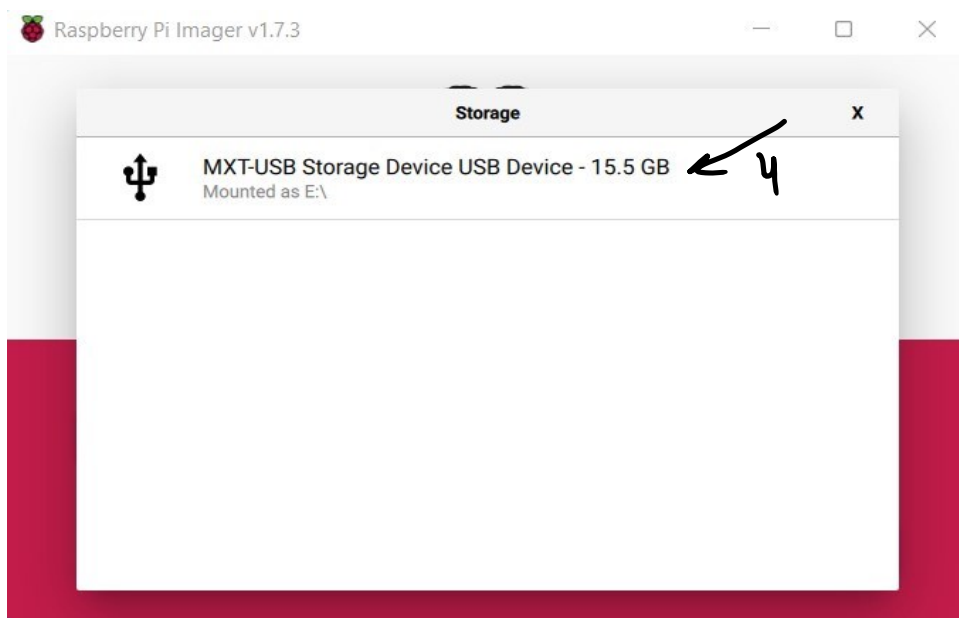 Raspberry Pi Imager v1.7.3
Storage X
MXT-USB Storage Device USB Device - 15.5 GB
Mounted as E:\
4